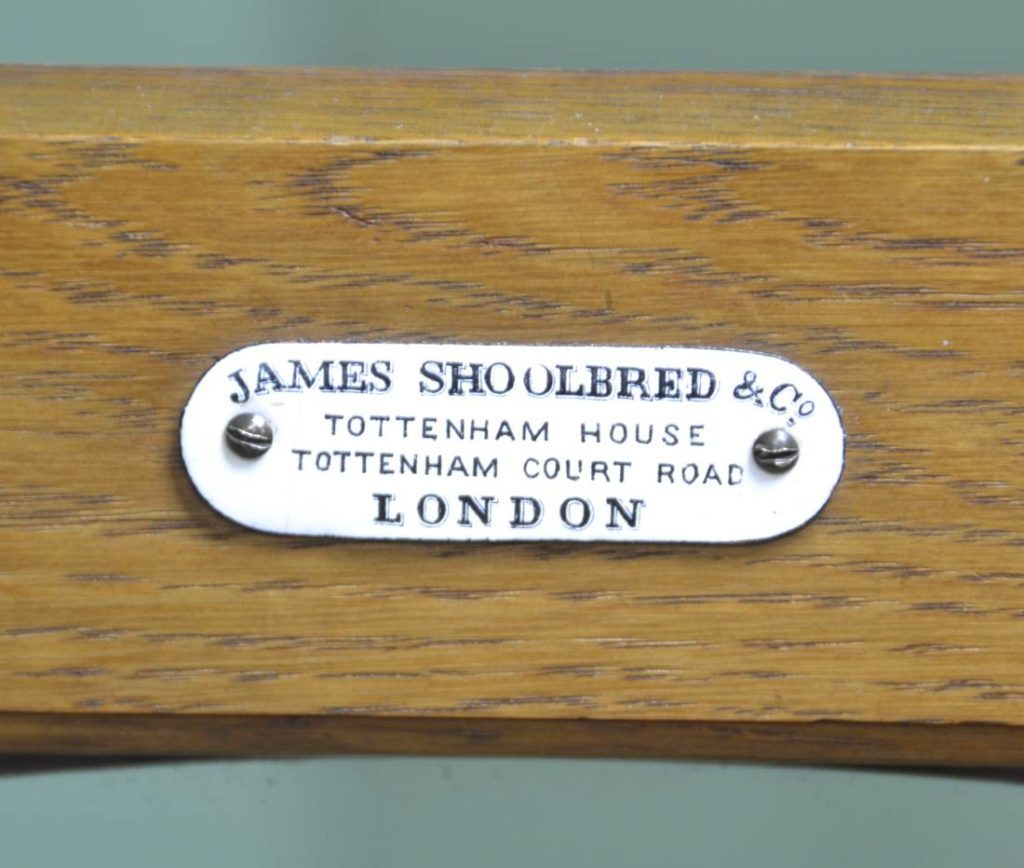 JAMES SHOOLBRED & Co.
TOTTENHAM HOUSE
TOTTENHAM COURT ROAD
LONDON